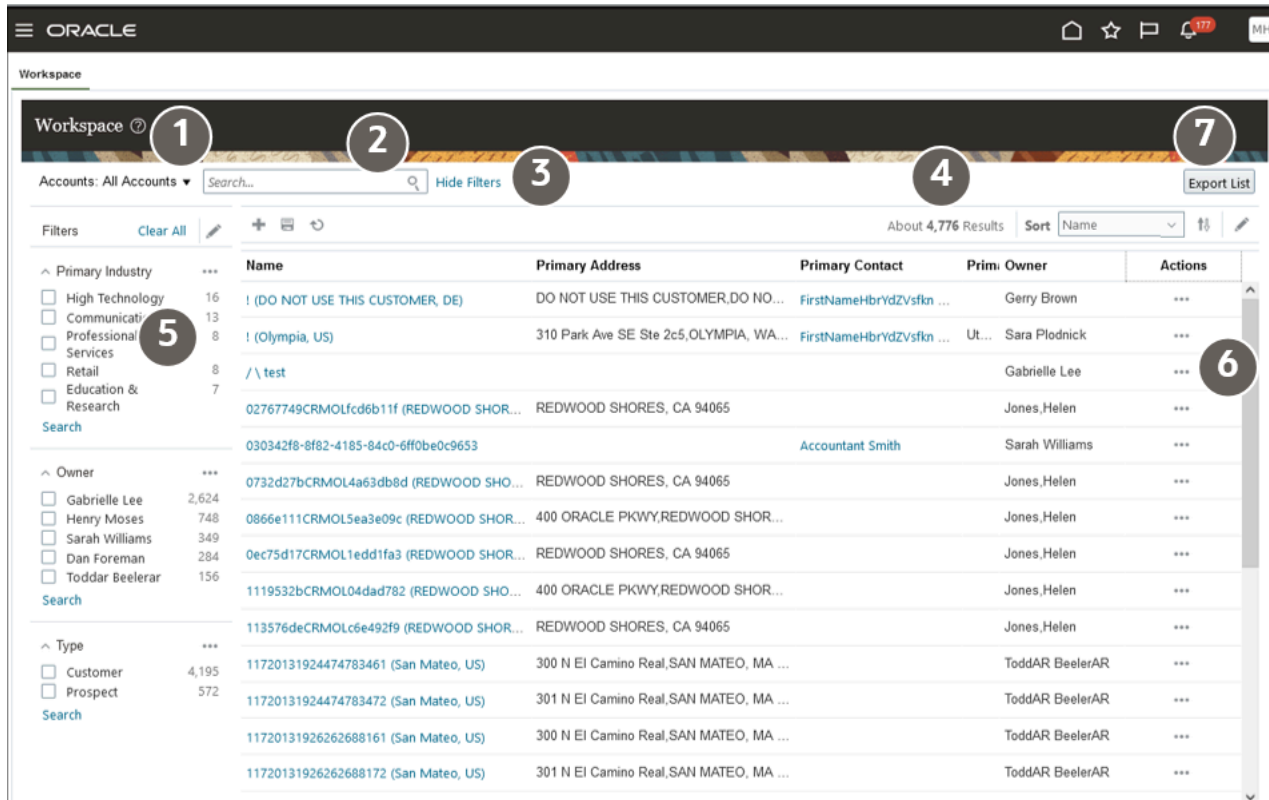 ORACLE
177
MH
Workspace
Workspace
1
2
3
4
7
Accounts: All Accounts
Search...
Hide Filters
Export List
Filters
Clear All
About 4,776 Results
Sort
Name
Primary Industry
High Technology 16
13
Professional 8
Services
Retail 8
Education & 7
Research
Search
5
Owner
Gabrielle Lee 2,624
Henry Moses 748
Sarah Williams 349
Dan Foreman 284
Toddar Beelerar 156
Search
Type
Customer 4,195
Prospect 572
Search
Name Primary Address Primary Contact Prim Owner Actions
! (DO NOT USE THIS CUSTOMER, DE) DO NOT USE THIS CUSTOMER,DO NO... FirstNameHbrYdZVsfkn ... Gerry Brown
! (Olympia, US) 310 Park Ave SE Ste 2c5,OLYMPIA, WA... FirstNameHbrYdZVsfkn ... Ut... Sara Plodnick
/ \ test Gabrielle Lee
6
02767749CRMOLfcd6b11f (REDWOOD SHOR... REDWOOD SHORES, CA 94065 Jones,Helen
030342f8-8f82-4185-84c0-6ff0be0c9653 Accountant Smith Sarah Williams
0732d27bCRMOL4a63db8d (REDWOOD SHO... REDWOOD SHORES, CA 94065 Jones,Helen
0866e111CRMOL5ea3e09c (REDWOOD SHOR... 400 ORACLE PKWY,REDWOOD SHOR... Jones,Helen
0ec75d17CRMOL1edd1fa3 (REDWOOD SHOR... REDWOOD SHORES, CA 94065 Jones,Helen
1119532bCRMOL04dad782 (REDWOOD SHO... 400 ORACLE PKWY,REDWOOD SHOR... Jones,Helen
113576deCRMOLc6e492f9 (REDWOOD SHOR... REDWOOD SHORES, CA 94065 Jones,Helen
11720131924474783461 (San Mateo, US) 300 N El Camino Real,SAN MATEO, MA ... ToddAR BeelerAR
11720131924474783472 (San Mateo, US) 301 N El Camino Real,SAN MATEO, MA ... ToddAR BeelerAR
11720131926262688161 (San Mateo, US) 300 N El Camino Real,SAN MATEO, MA ... ToddAR BeelerAR
11720131926262688172 (San Mateo, US) 301 N El Camino Real,SAN MATEO, MA ... ToddAR BeelerAR